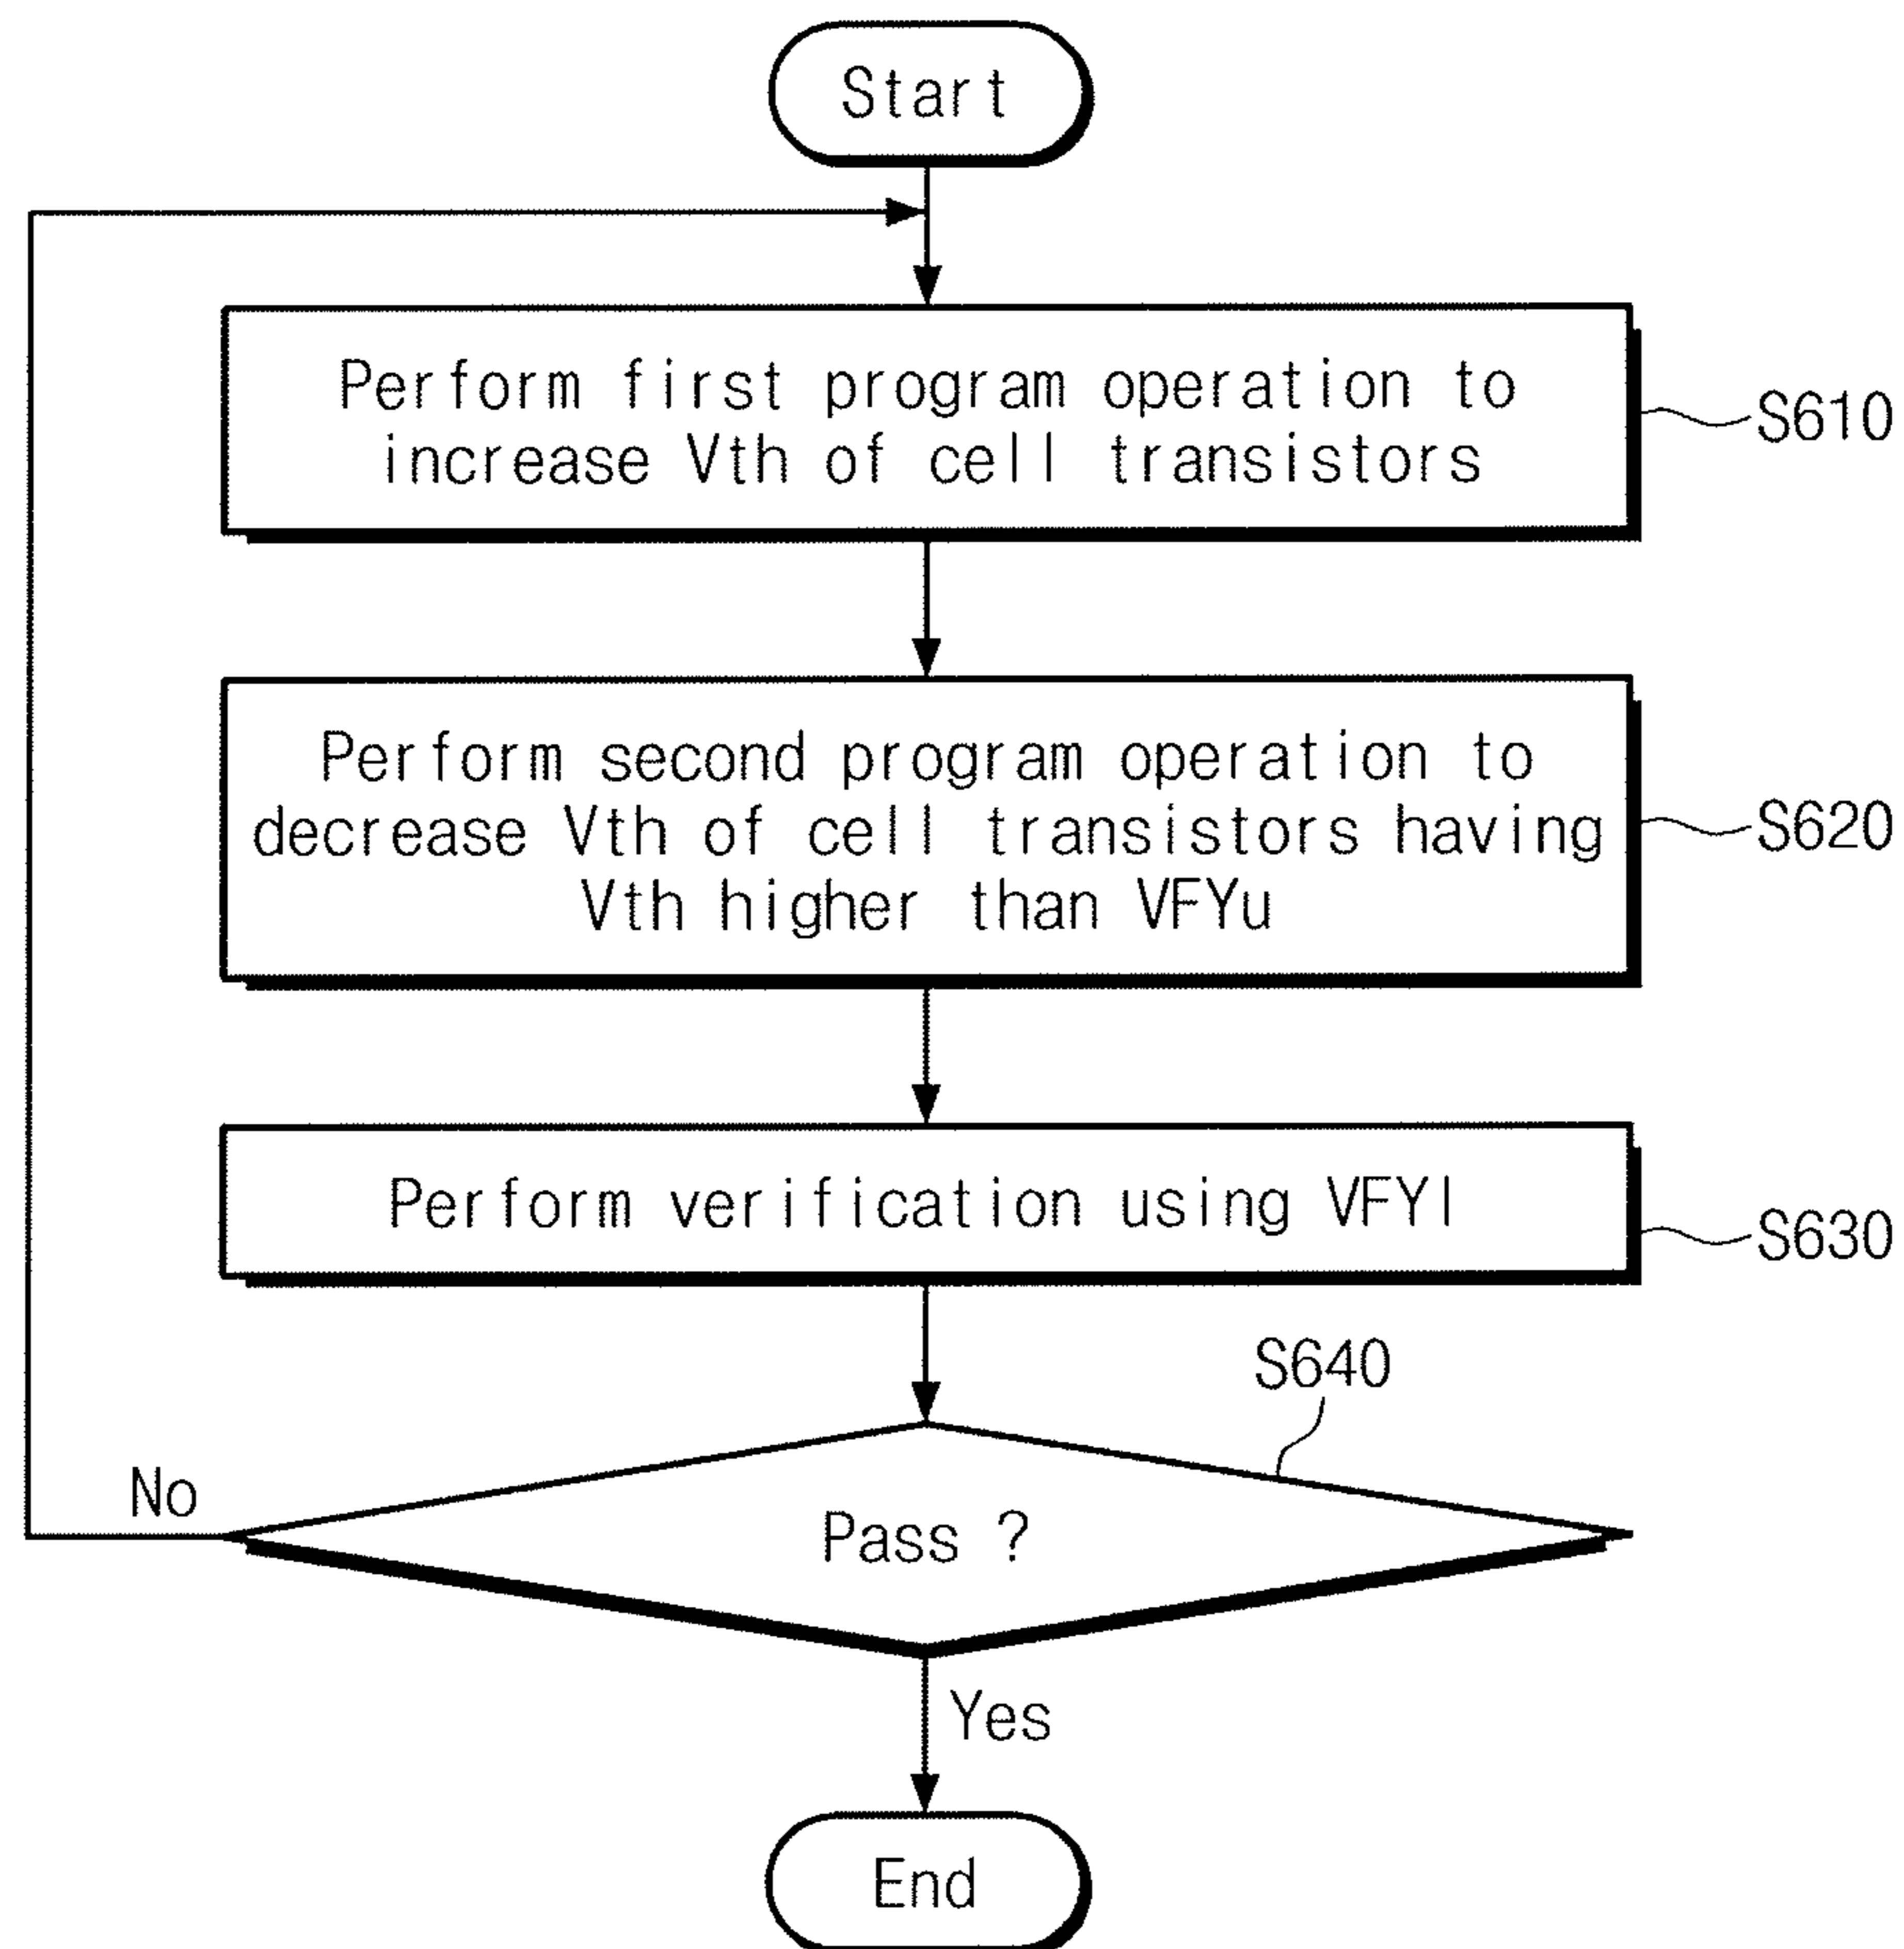 Start
Perform first program operation to
increase Vth of cell transistors
S610
Perform second program operation to
decrease Vth of cell transistors having
Vth higher than VFYu
S620
Perform verification using VFYl
S630
S640
Pass ?
No
Yes
End